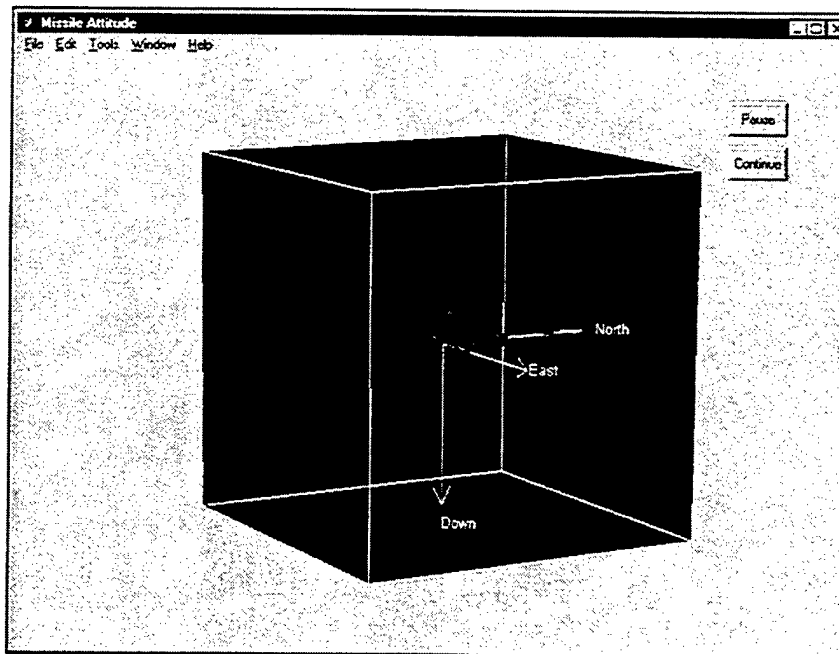 Missile Attitude
File Edit Tools Window Help
Pause
Continue
North
East
Down